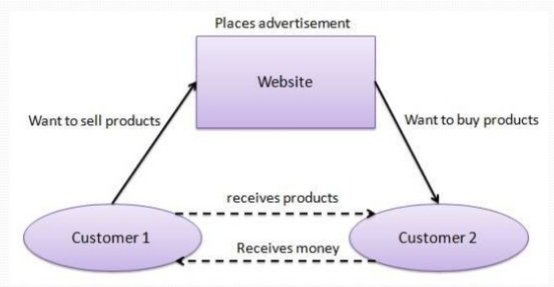 Places advertisement
Website
Want to sell products
Want to buy products
receives products
Customer 1
Customer 2
Receives money